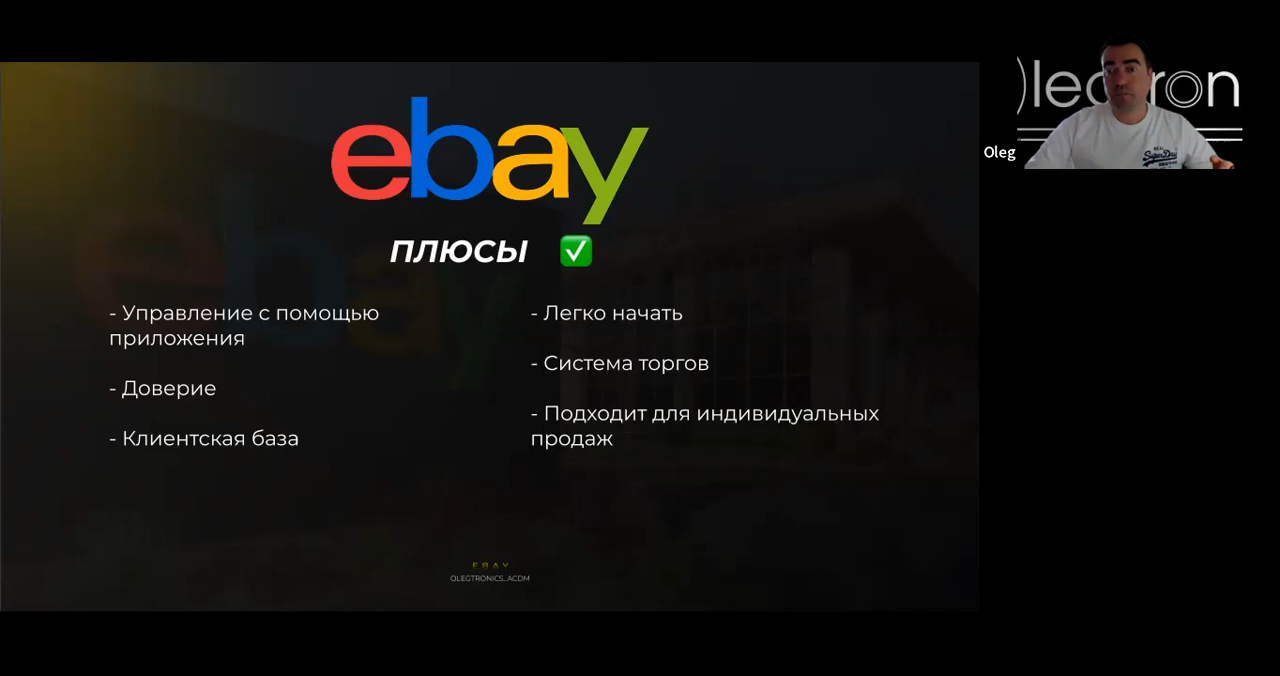 ebay
ПЛЮСЫ ✅
- Управление с помощью
приложения
- Доверие
- Клиентская база
- Легко начать
- Система торгов
- Подходит для индивидуальных
продаж
EBAY
OLEGTRONICS_ACDM
Oleg